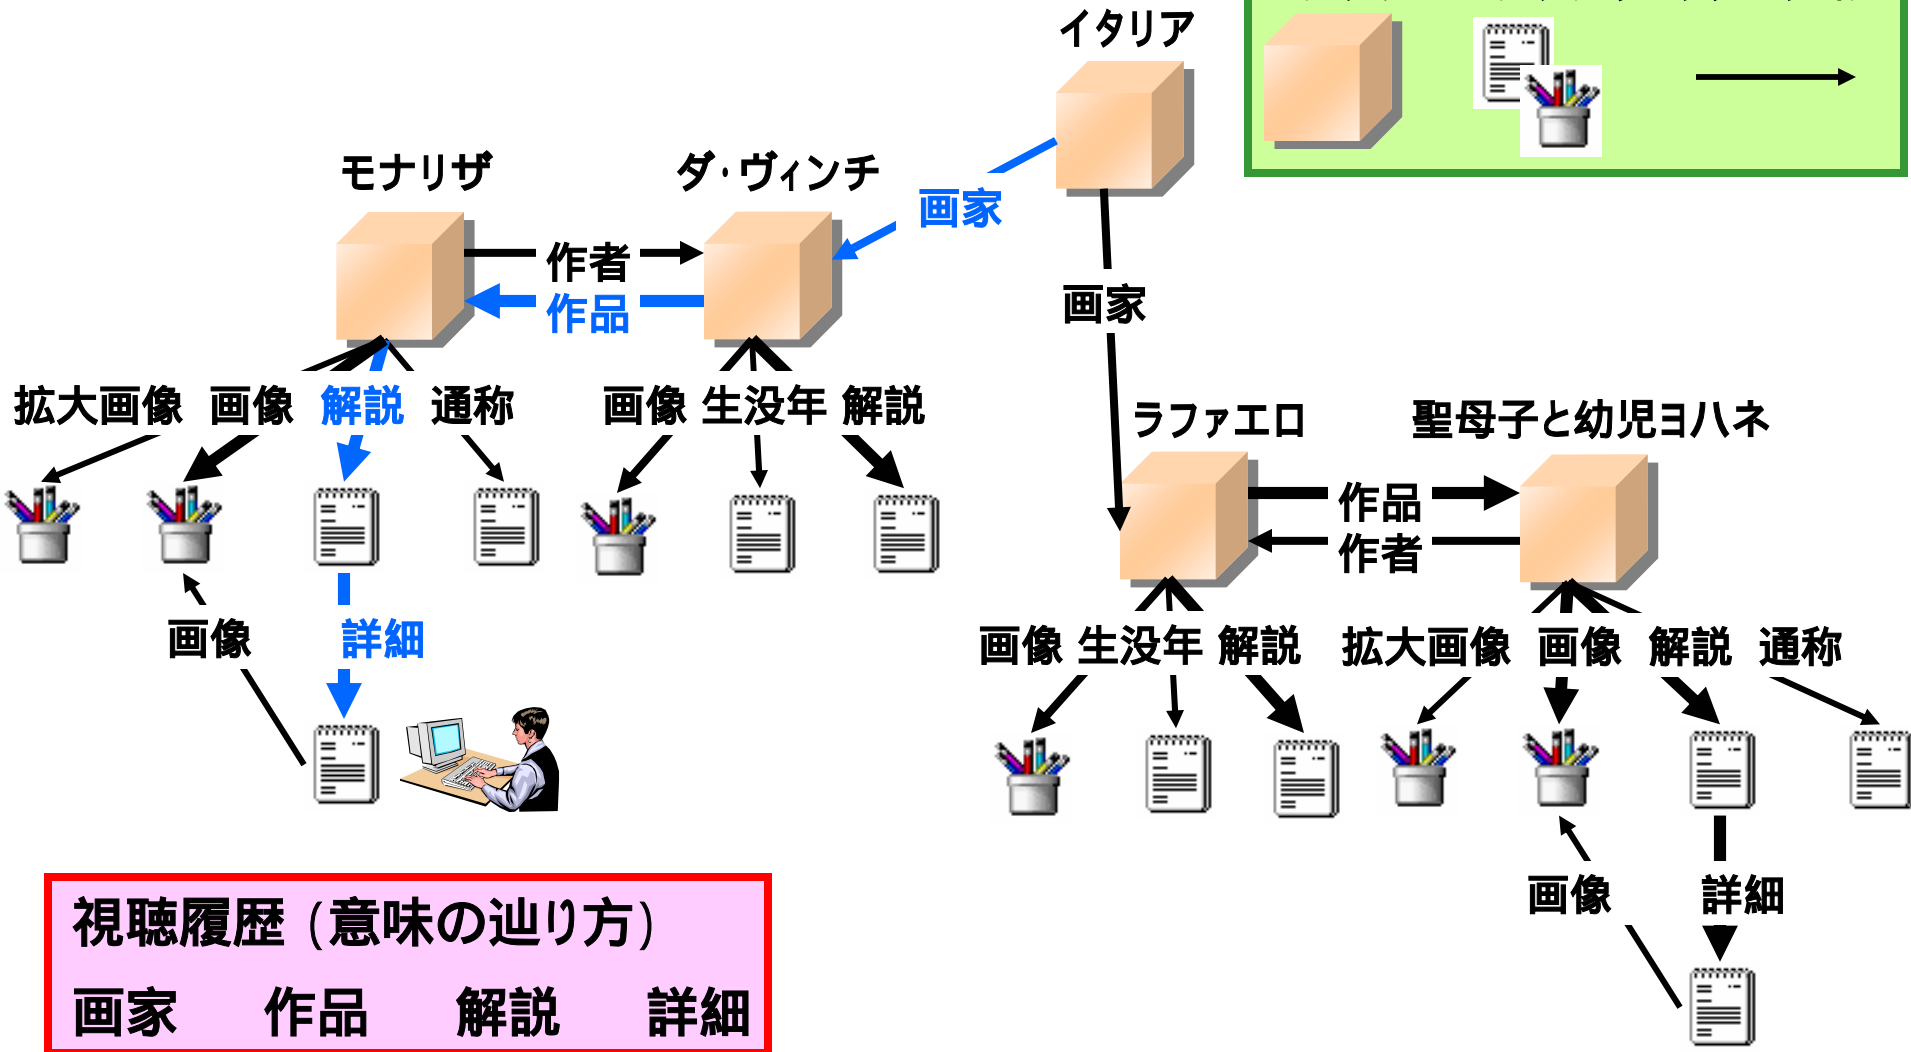 イタリア
モナリザ
ダ・ヴィンチ
画家
作者
作品
画家
拡大画像 画像 解説 通称
画像 生没年 解説
ラファエロ
聖母子と幼児ヨハネ
作品
作者
画像 詳細
画像 生没年 解説
拡大画像 画像 解説 通称
画像 詳細
視聴履歴（意味の辿り方）
画家 作品 解説 詳細